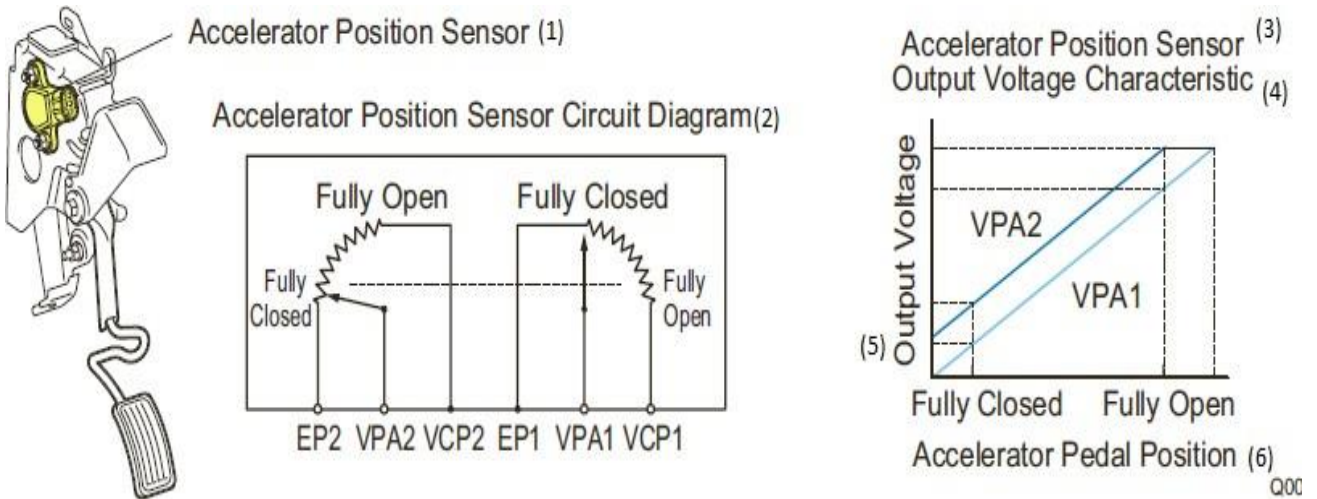 Accelerator Position Sensor (1)
Accelerator Position Sensor Circuit Diagram(2)
Fully Open Fully Closed
Fully Closed
Fully Open
EP2 VPA2 VCP2 EP1 VPA1 VCP1
Accelerator Position Sensor (3)
Output Voltage Characteristic (4)
(5) Output Voltage
VPA2
VPA1
Fully Closed Fully Open
Accelerator Pedal Position (6)
Q00